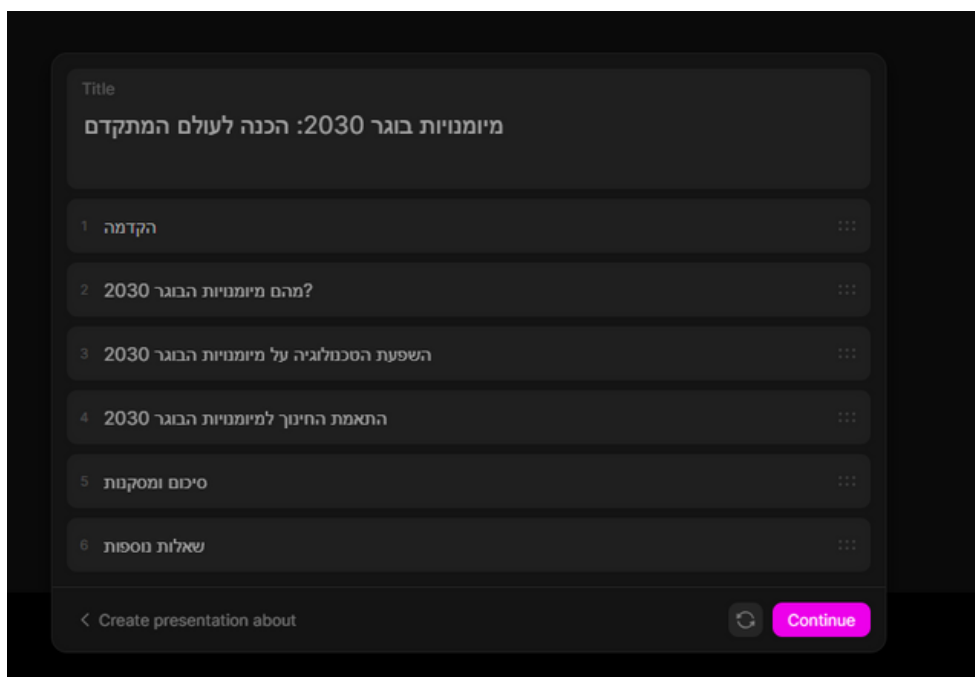 Title
מיומנויות בוגר 2030: הכנה לעולם המתקדם
1 הקדמה
2 מהם מיומנויות הבוגר 2030?
3 השפעת הטכנולוגיה על מיומנויות הבוגר 2030
4 התאמת החינוך למיומנויות הבוגר 2030
5 סיכום ומסקנות
6 שאלות נוספות
< Create presentation about
Continue